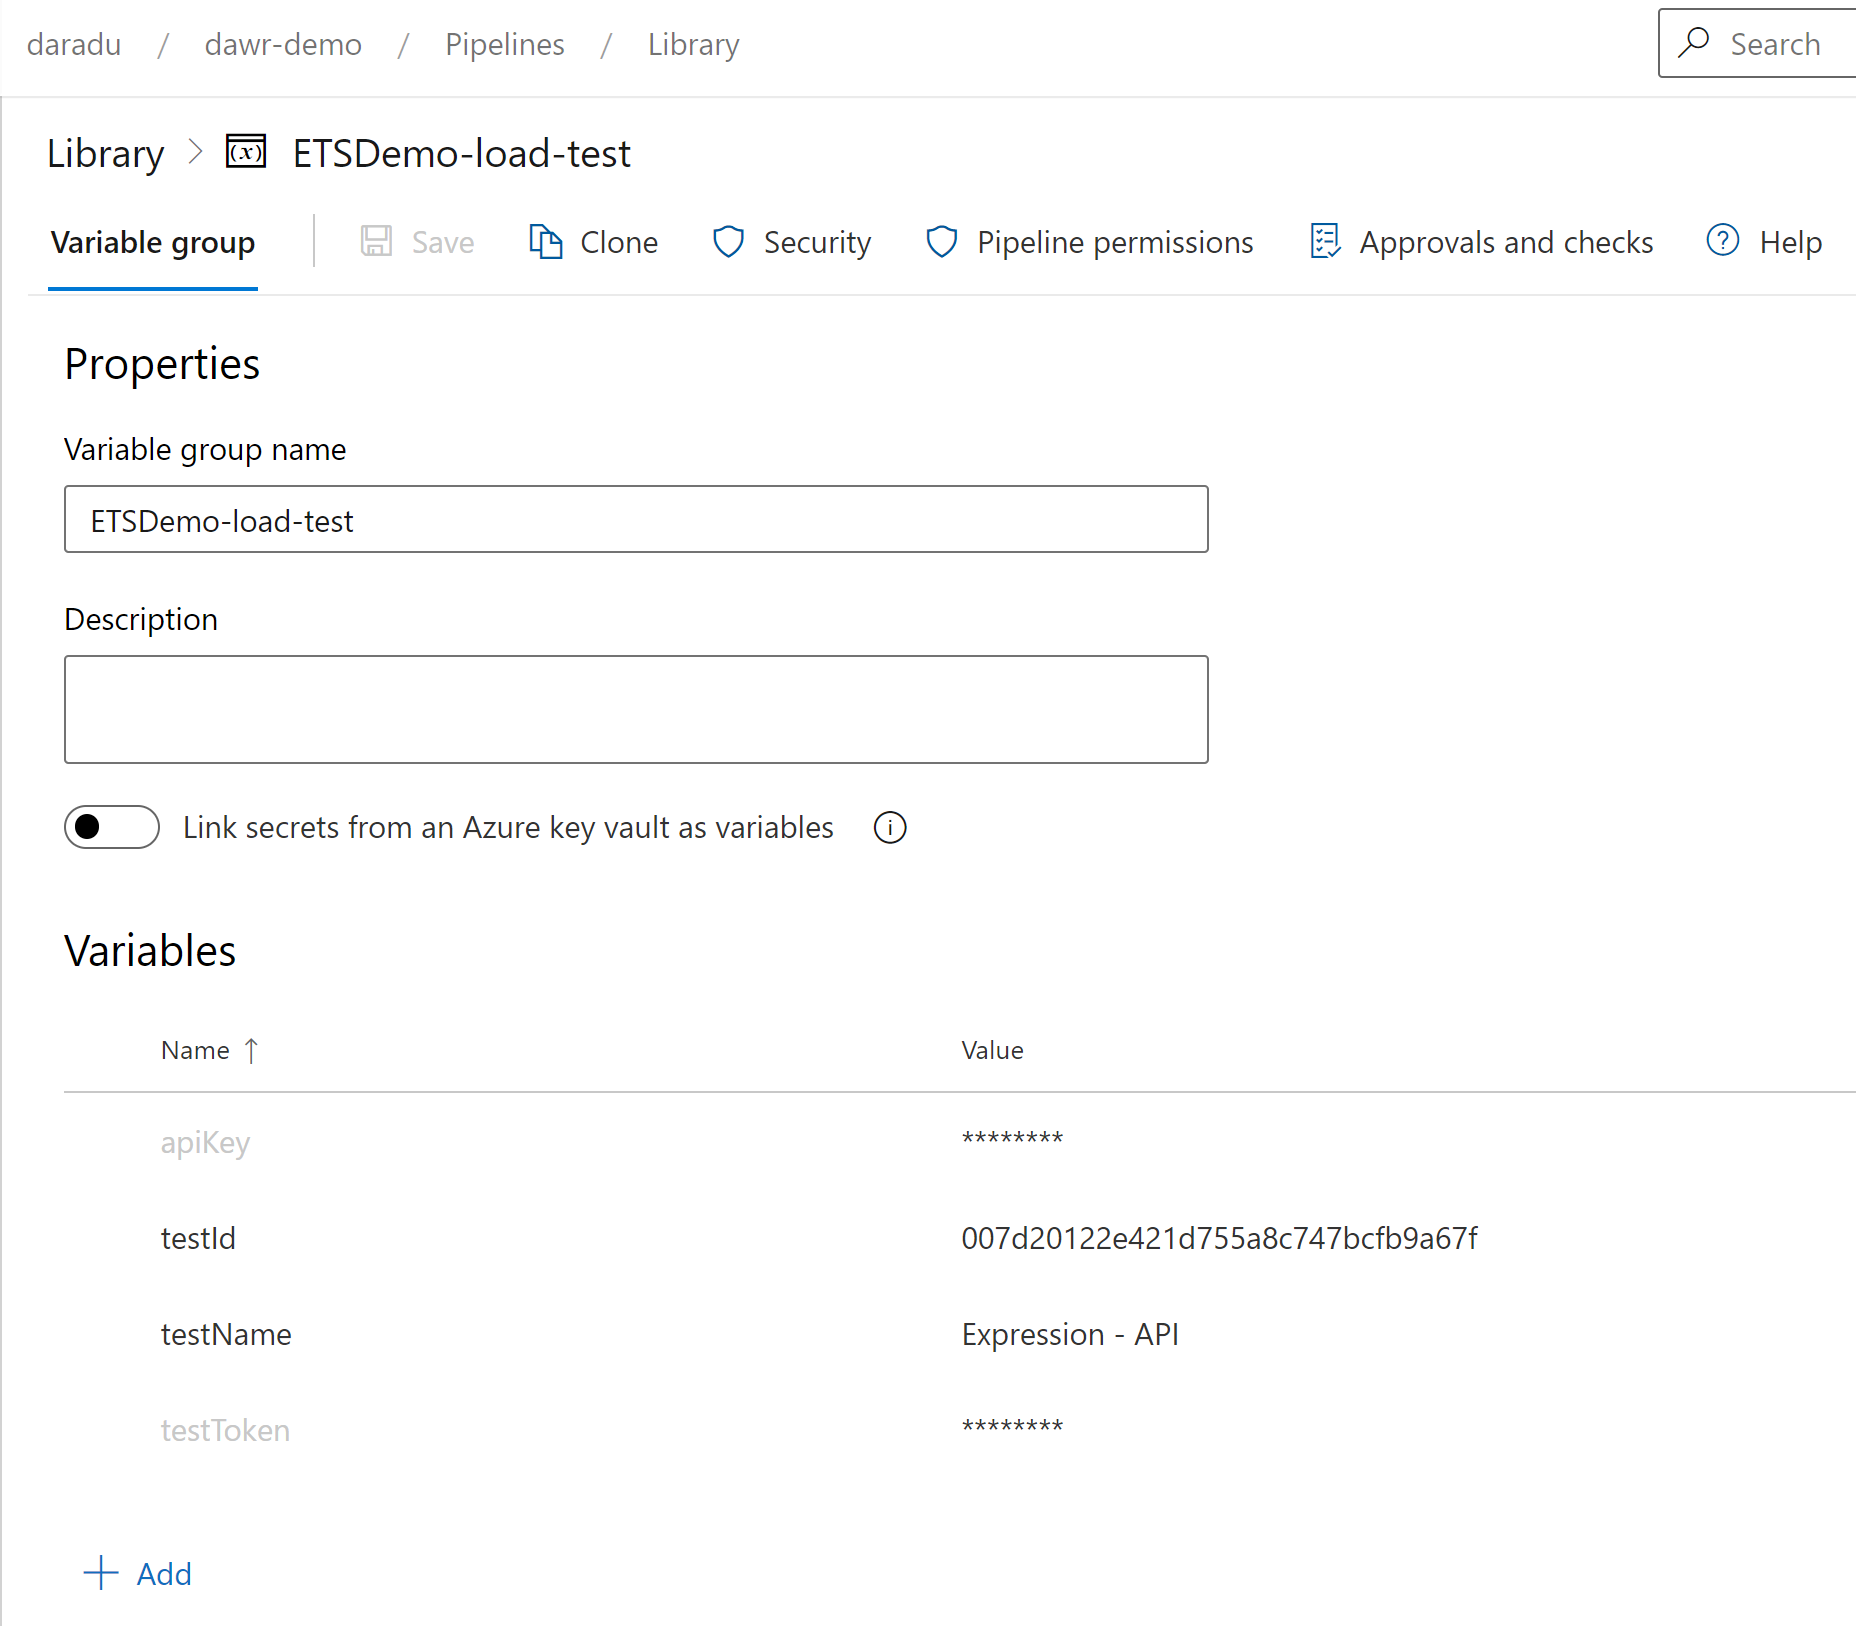 daradu / dawr-demo / Pipelines / Library
Search
Library > (x) ETSDemo-load-test
Variable group Save Clone Security Pipeline permissions Approvals and checks ? Help
Properties
Variable group name
ETSDemo-load-test
Description
Link secrets from an Azure key vault as variables i
Variables
Name ↑ Value
apiKey ********
testId 007d20122e421d755a8c747bcfb9a67f
testName Expression - API
testToken ********
+ Add